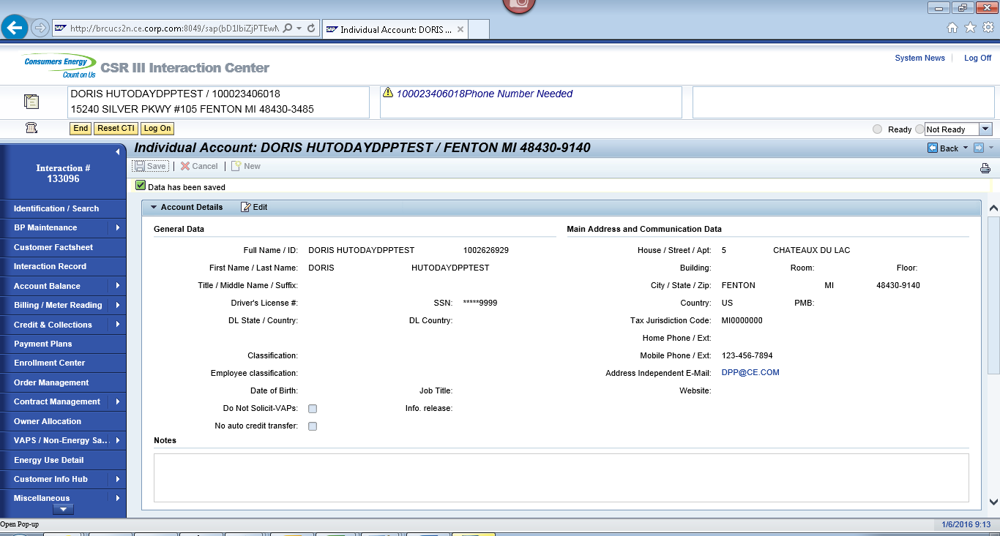 http://brcucs2n.ce.corp.com:8049/sap(bD1lbiZjPTEwN
Individual Account: DORIS ...
Consumers Energy
Count on Us
CSR III Interaction Center
System News
Log Off
DORIS HUTODAYDPPTEST / 100023406018
15240 SILVER PKWY #105 FENTON MI 48430-3485
100023406018Phone Number Needed
End Reset CTI Log On
Ready Not Ready
Interaction #
133096
Individual Account: DORIS HUTODAYDPPTEST / FENTON MI 48430-9140
Back
Save Cancel New
Data has been saved
Identification / Search
BP Maintenance
Customer Factsheet
Interaction Record
Account Balance
Billing / Meter Reading
Credit & Collections
Payment Plans
Enrollment Center
Order Management
Contract Management
Owner Allocation
VAPS / Non-Energy Sa...
Energy Use Detail
Customer Info Hub
Miscellaneous
Account Details Edit
General Data
Full Name / ID: DORIS HUTODAYDPPTEST 1002626929
First Name / Last Name: DORIS HUTODAYDPPTEST
Title / Middle Name / Suffix:
Driver's License #: SSN: *****9999
DL State / Country: DL Country:
Classification:
Employee classification:
Date of Birth: Job Title:
Do Not Solicit-VAPs: Info. release:
No auto credit transfer:
Main Address and Communication Data
House / Street / Apt: 5 CHATEAUX DU LAC
Building: Room: Floor:
City / State / Zip: FENTON MI 48430-9140
Country: US PMB:
Tax Jurisdiction Code: MI0000000
Home Phone / Ext:
Mobile Phone / Ext: 123-456-7894
Address Independent E-Mail: DPP@CE.COM
Website:
Notes
Open Pop-up
1/6/2016 9:13